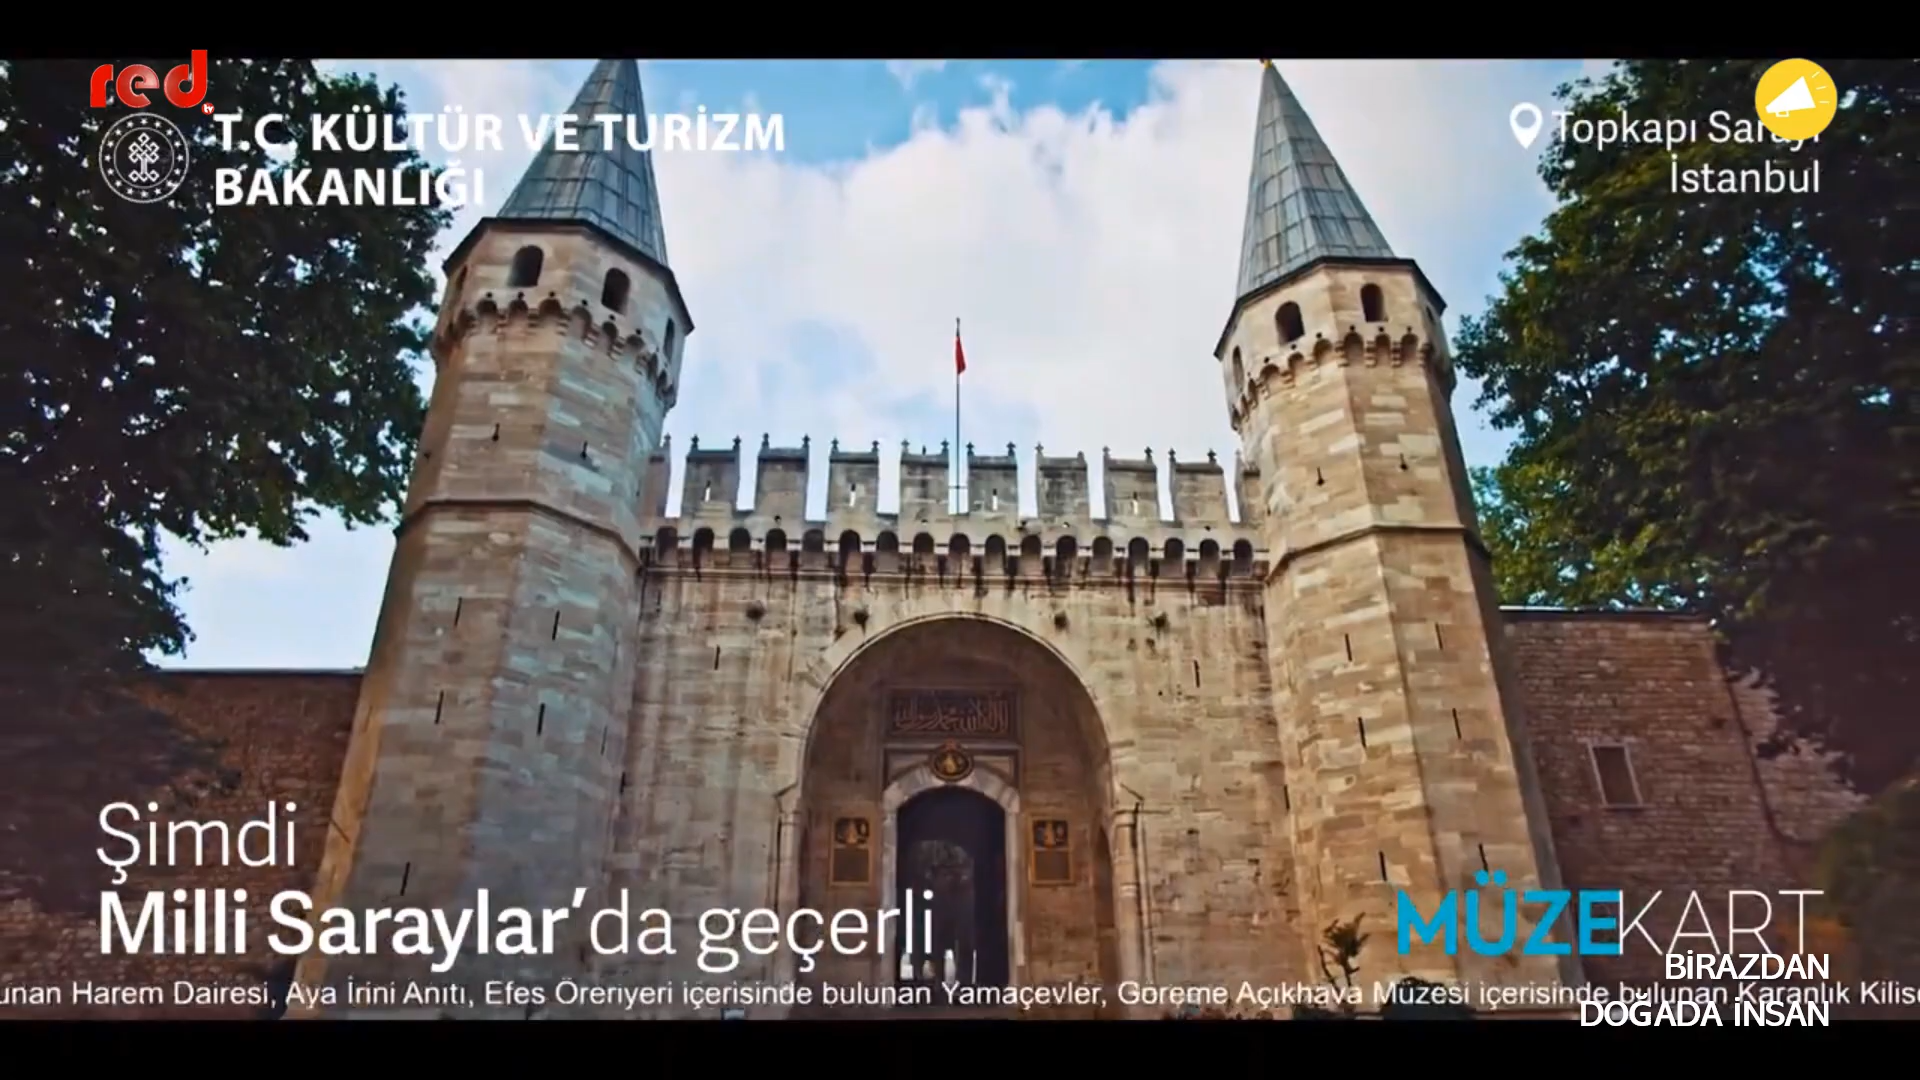 red tv
T.C. KÜLTÜR VE TURİZM
BAKANLIĞI
Topkapı Sarayı
İstanbul
Şimdi
Milli Saraylar'da geçerli
MÜZEKART
BİRAZDAN
unan Harem Dairesi, Aya İrini Anıtı, Efes Örenyeri içerisinde bulunan Yamaçevler, Göreme Açıkhava Müzesi içerisinde bulunan Karanlık Kilise
DOĞADA İNSAN